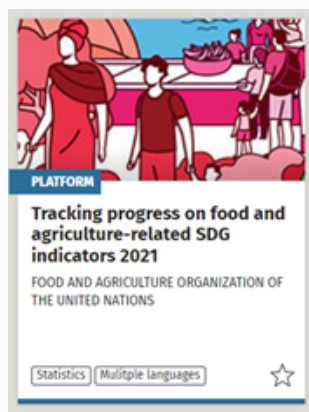 PLATFORM
Tracking progress on food and
agriculture-related SDG
indicators 2021
FOOD AND AGRICULTURE ORGANIZATION OF
THE UNITED NATIONS
Statistics Mulitple languages